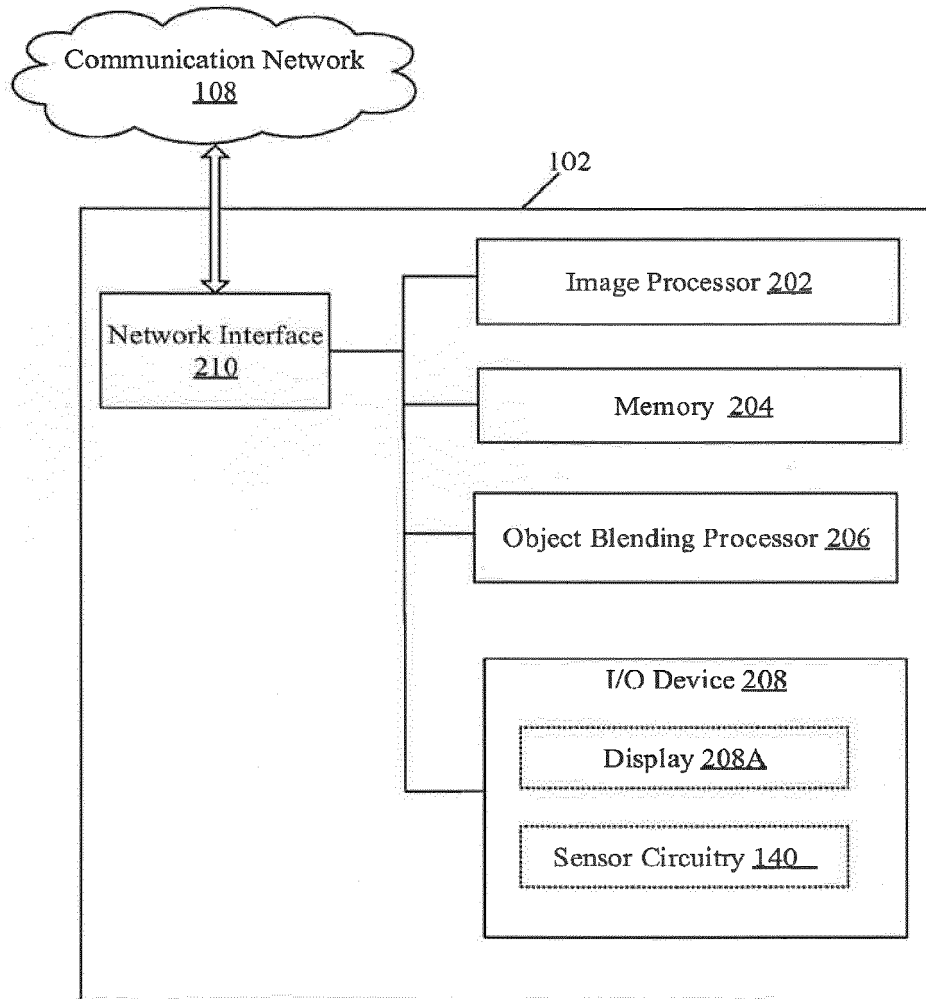 Communication Network
108
102
Image Processor 202
Network Interface
210
Memory 204
Object Blending Processor 206
I/O Device 208
Display 208A
Sensor Circuitry 140